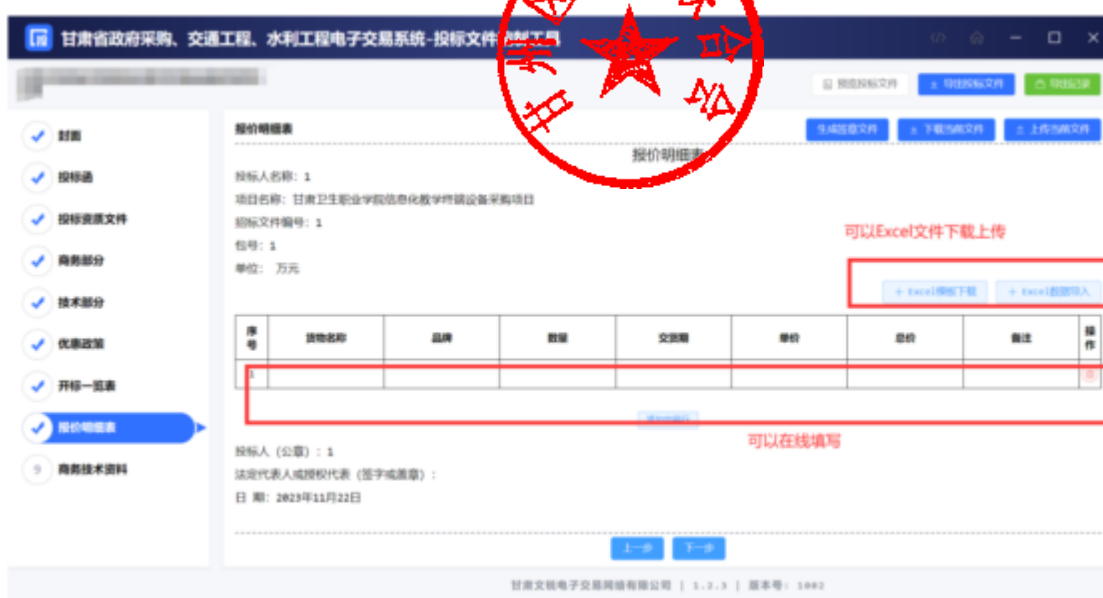 甘肃省政府采购、交通工程、水利工程电子交易系统-投标文件制工具
预览投标文件
导出投标文件
导出记录
封面
投标函
投标资质文件
商务部分
技术部分
优惠政策
开标一览表
报价明细表
9 商务技术资料
报价明细表
生成签章文件
下载当前文件
上传当前文件
报价明细表
投标人名称: 1
项目名称: 甘肃卫生职业学院信息化教学终端设备采购项目
招标文件编号: 1
包号: 1
单位: 万元
可以Excel文件下载上传
+ Excel模板下载
+ Excel数据导入
序号 货物名称 品牌 数量 交货期 单价 总价 备注 操作
1
可以在线填写
投标人 (公章) : 1
法定代表人或授权代表 (签字或盖章) :
日 期: 2023年11月22日
上一步
下一步
甘肃文锐电子交易网络有限公司 | 1.2.3 | 版本号: 1002